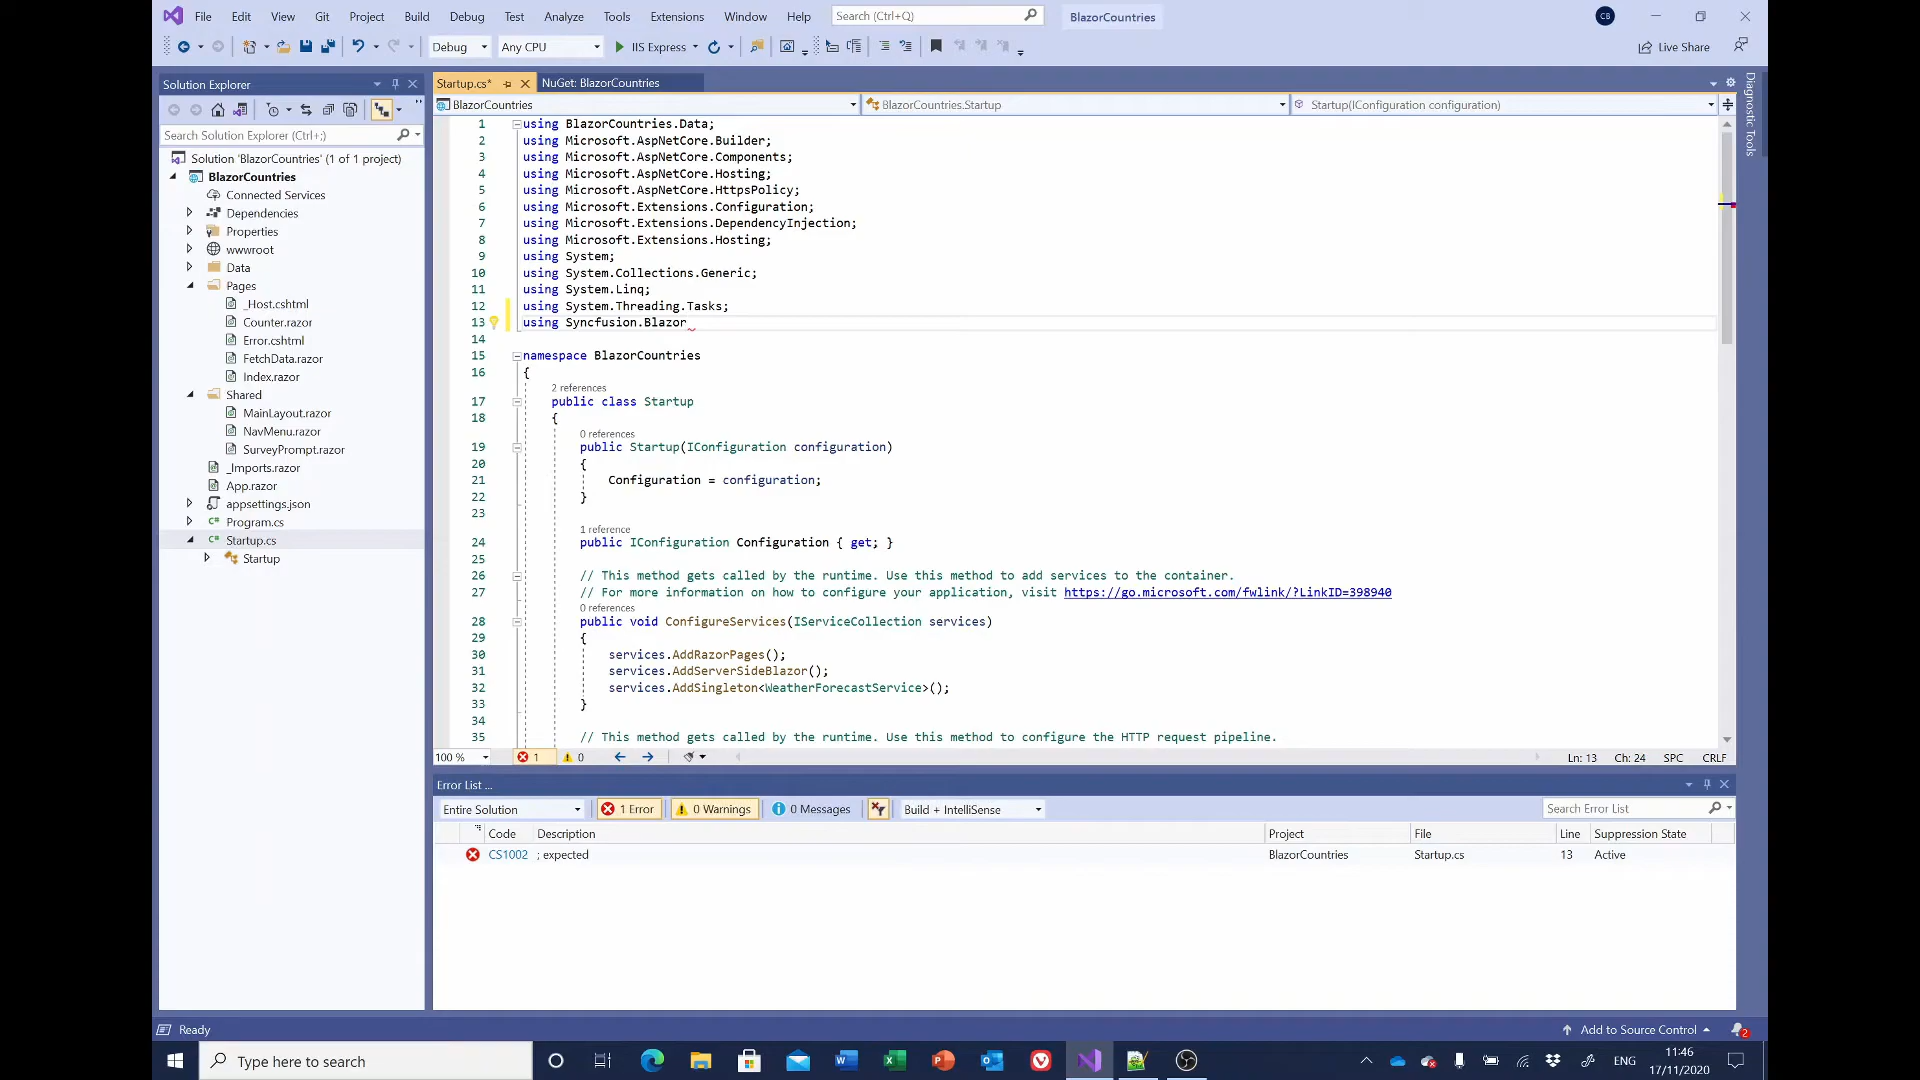 File Edit View Git Project Build Debug Test Analyze Tools Extensions Window Help Search (Ctrl+Q) BlazorCountries CB
Debug Any CPU IIS Express Live Share
Solution Explorer
Search Solution Explorer (Ctrl+;)
Solution 'BlazorCountries' (1 of 1 project)
BlazorCountries
Connected Services
Dependencies
Properties
wwwroot
Data
Pages
_Host.cshtml
Counter.razor
Error.cshtml
FetchData.razor
Index.razor
Shared
MainLayout.razor
NavMenu.razor
SurveyPrompt.razor
_Imports.razor
App.razor
appsettings.json
Program.cs
Startup.cs
Startup
Startup.cs* NuGet: BlazorCountries
BlazorCountries BlazorCountries.Startup Startup(IConfiguration configuration)
1 using BlazorCountries.Data;
2 using Microsoft.AspNetCore.Builder;
3 using Microsoft.AspNetCore.Components;
4 using Microsoft.AspNetCore.Hosting;
5 using Microsoft.AspNetCore.HttpsPolicy;
6 using Microsoft.Extensions.Configuration;
7 using Microsoft.Extensions.DependencyInjection;
8 using Microsoft.Extensions.Hosting;
9 using System;
10 using System.Collections.Generic;
11 using System.Linq;
12 using System.Threading.Tasks;
13 using Syncfusion.Blazor
14
15 namespace BlazorCountries
16 {
2 references
17 public class Startup
18 {
0 references
19 public Startup(IConfiguration configuration)
20 {
21 Configuration = configuration;
22 }
23
1 reference
24 public IConfiguration Configuration { get; }
25
26 // This method gets called by the runtime. Use this method to add services to the container.
27 // For more information on how to configure your application, visit https://go.microsoft.com/fwlink/?LinkID=398940
0 references
28 public void ConfigureServices(IServiceCollection services)
29 {
30 services.AddRazorPages();
31 services.AddServerSideBlazor();
32 services.AddSingleton<WeatherForecastService>();
33 }
34
35 // This method gets called by the runtime. Use this method to configure the HTTP request pipeline.
100 % 1 0 Ln: 13 Ch: 24 SPC CRLF
Diagnostic Tools
Error List ...
Entire Solution 1 Error 0 Warnings 0 Messages Build + IntelliSense Search Error List
Code Description Project File Line Suppression State
CS1002 ; expected BlazorCountries Startup.cs 13 Active
Ready Add to Source Control 2
Type here to search ENG 11:46
17/11/2020